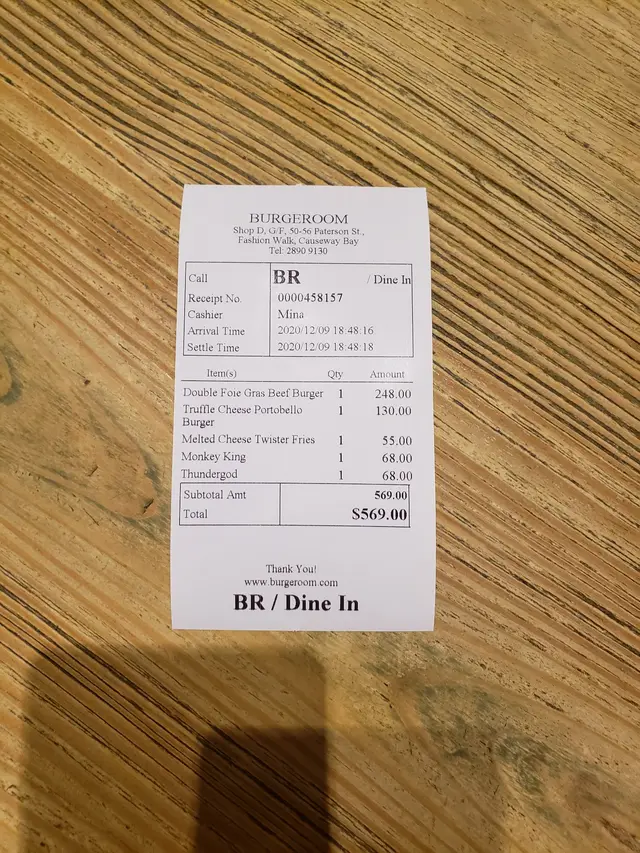 BURGEROOM
Shop D, G/F, 50-56 Paterson St.,
Fashion Walk, Causeway Bay
Tel: 2890 9130
Call BR / Dine In
Receipt No. 0000458157
Cashier Mina
Arrival Time 2020/12/09 18:48:16
Settle Time 2020/12/09 18:48:18
Item(s) Qty Amount
Double Foie Gras Beef Burger 1 248.00
Truffle Cheese Portobello 1 130.00
Burger
Melted Cheese Twister Fries 1 55.00
Monkey King 1 68.00
Thundergod 1 68.00
Subtotal Amt 569.00
Total $569.00
Thank You!
www.burgeroom.com
BR / Dine In